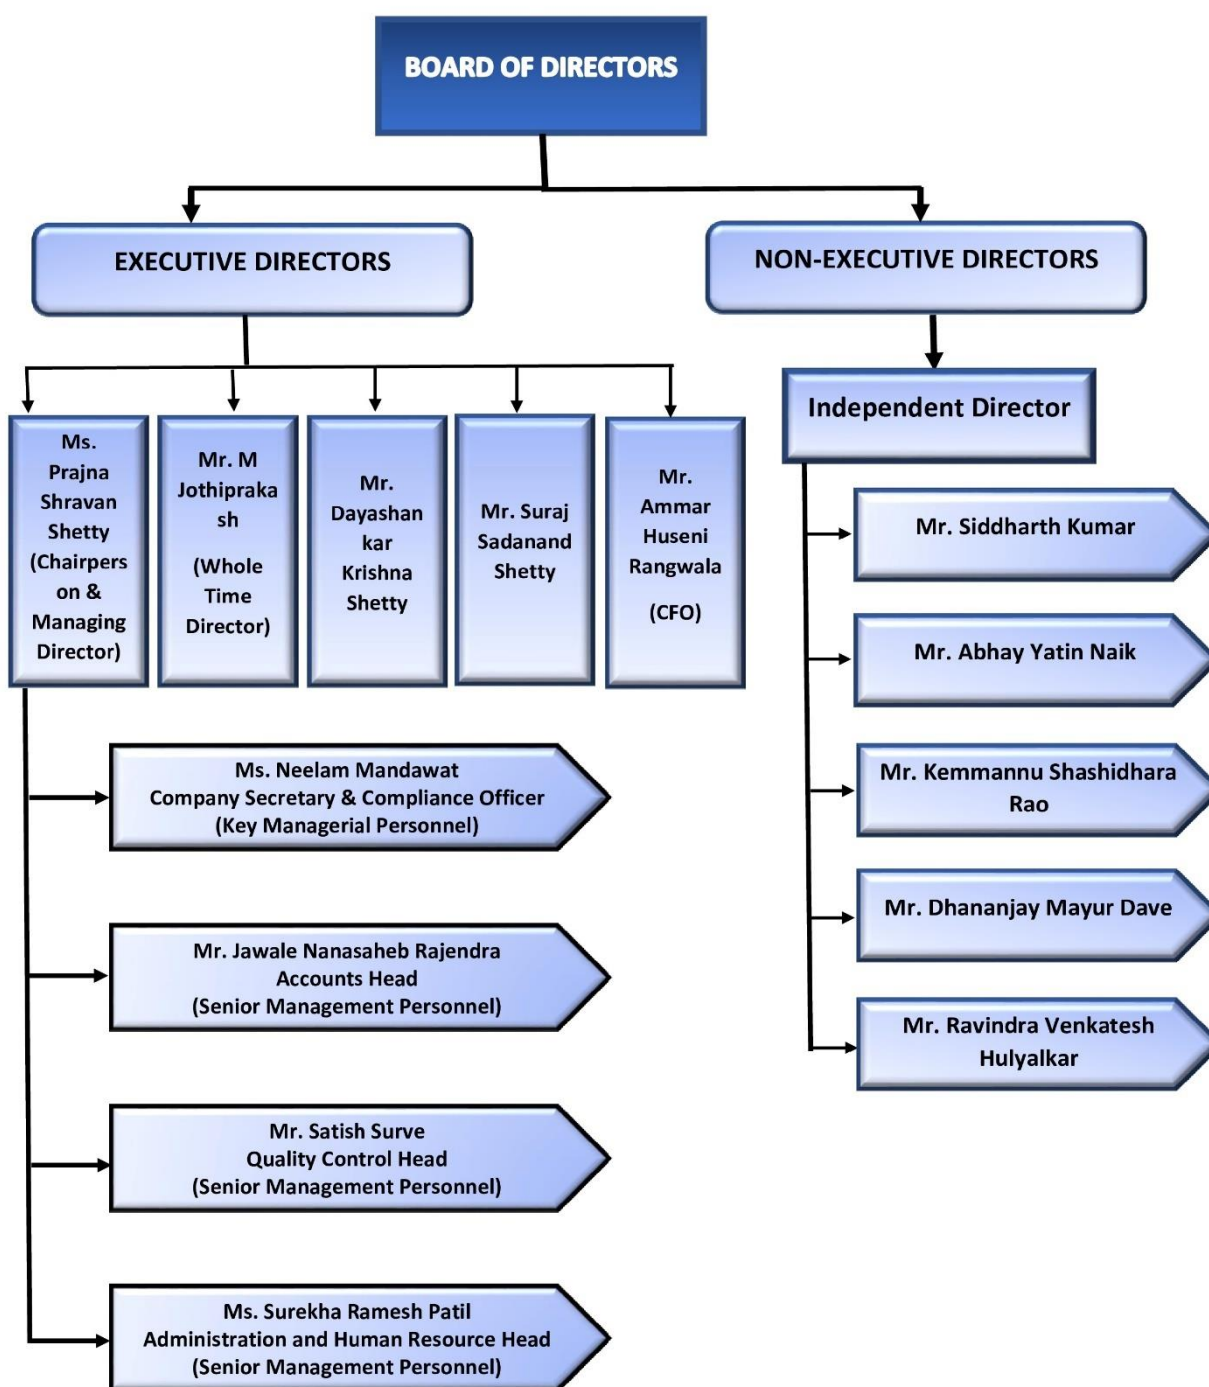 BOARD OF DIRECTORS
EXECUTIVE DIRECTORS
NON-EXECUTIVE DIRECTORS
Ms.
Prajna
Shravan
Shetty
(Chairpers
on &
Managing
Director)
Mr. M
Jothipraka
sh
(Whole
Time
Director)
Mr.
Dayashan
kar
Krishna
Shetty
Mr. Suraj
Sadanand
Shetty
Mr.
Ammar
Huseni
Rangwala
(CFO)
Independent Director
Mr. Siddharth Kumar
Mr. Abhay Yatin Naik
Mr. Kemmannu Shashidhara
Rao
Mr. Dhananjay Mayur Dave
Mr. Ravindra Venkatesh
Hulyalkar
Ms. Neelam Mandawat
Company Secretary & Compliance Officer
(Key Managerial Personnel)
Mr. Jawale Nanasaheb Rajendra
Accounts Head
(Senior Management Personnel)
Mr. Satish Surve
Quality Control Head
(Senior Management Personnel)
Ms. Surekha Ramesh Patil
Administration and Human Resource Head
(Senior Management Personnel)